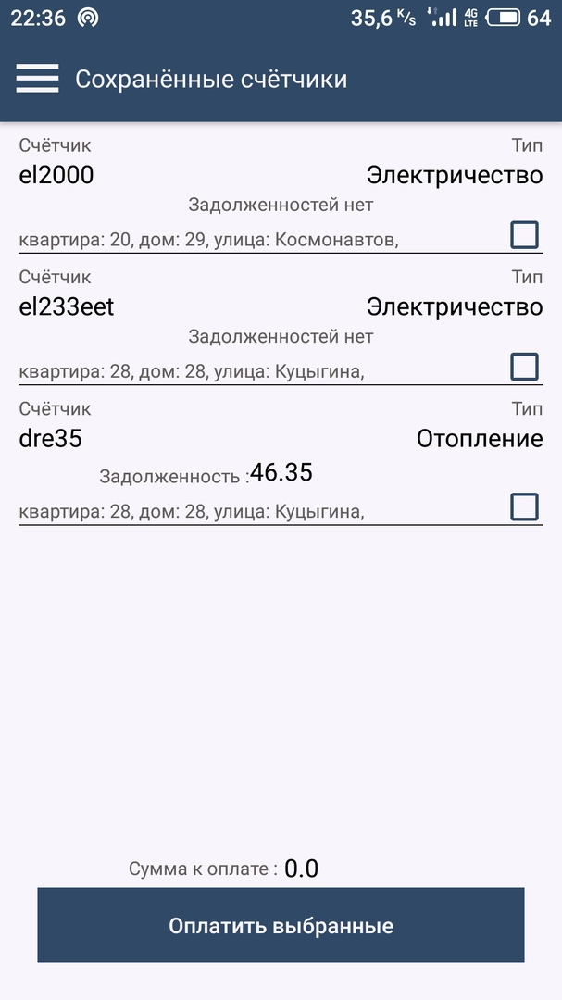 22:36 35,6 K/s 4G LTE 64
Сохранённые счётчики
Счётчик Тип
el2000 Электричество
Задолженностей нет
квартира: 20, дом: 29, улица: Космонавтов,
Счётчик Тип
el233eet Электричество
Задолженностей нет
квартира: 28, дом: 28, улица: Куцыгина,
Счётчик Тип
dre35 Отопление
Задолженность :46.35
квартира: 28, дом: 28, улица: Куцыгина,
Сумма к оплате : 0.0
Оплатить выбранные